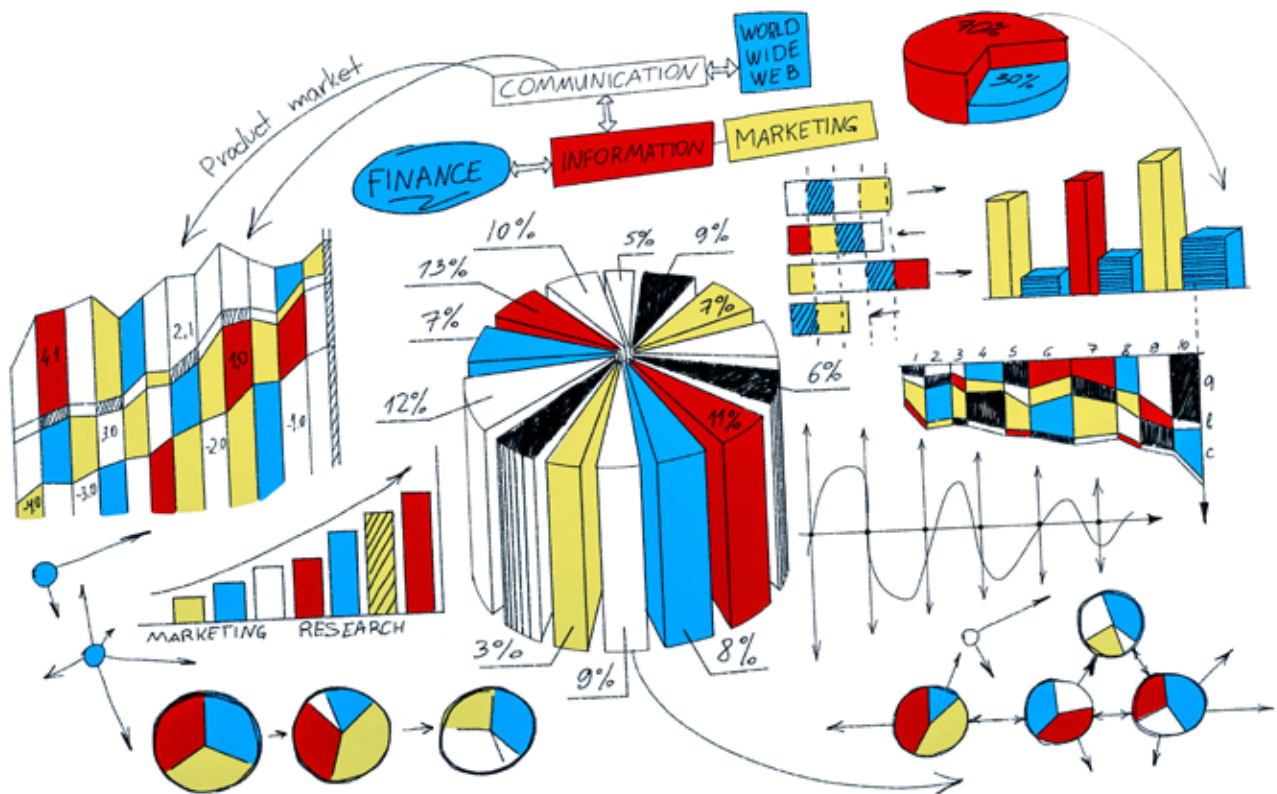 WORLD
WIDE
WEB
COMMUNICATION
Product market
INFORMATION
MARKETING
FINANCE
70%
30%
10%
5%
9%
13%
7%
7%
12%
6%
11%
3%
9%
8%
4.1
2,1
1,0
3.0
-2.0
-1.0
-3.0
-4.0
1 2 3 4 5 6 7 8 9 10
MARKETING RESEARCH